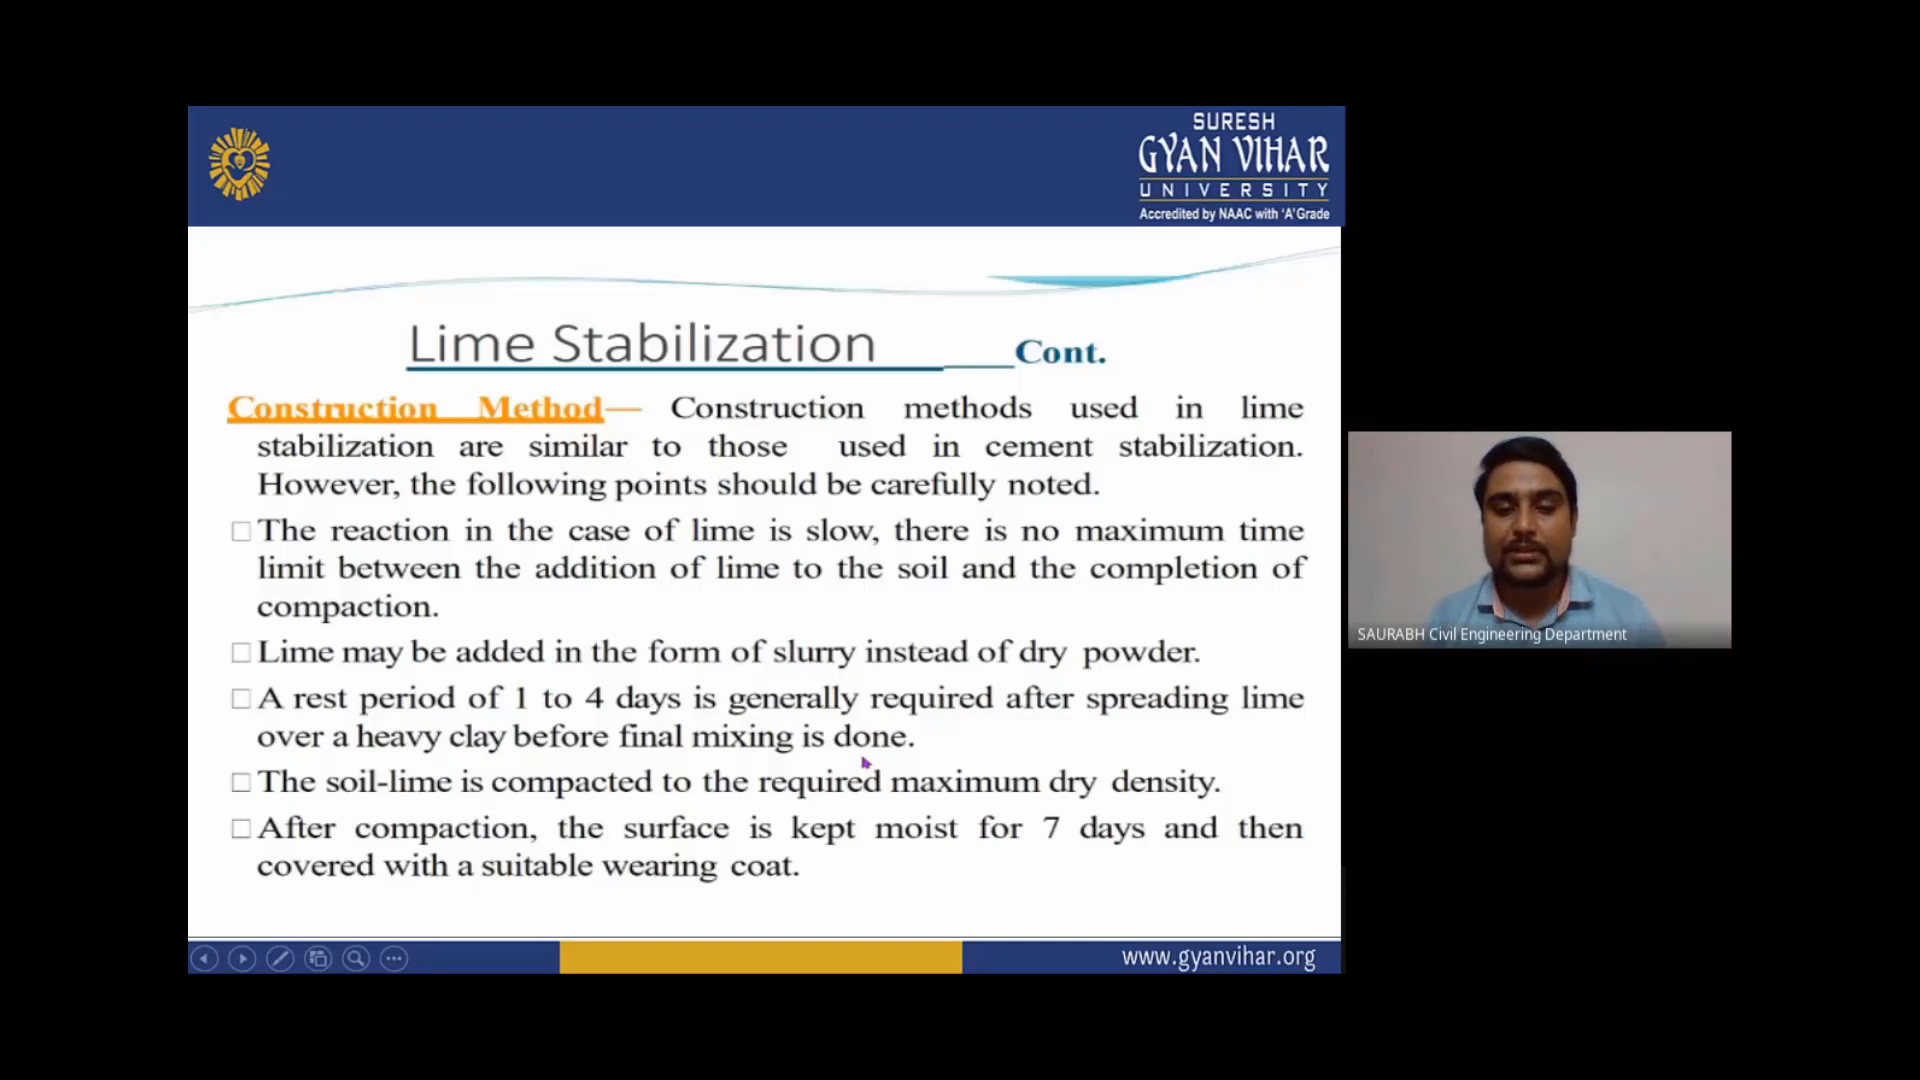 SURESH
GYAN VIHAR
UNIVERSITY
Accredited by NAAC with 'A' Grade
Lime Stabilization ____Cont.
Construction Method— Construction methods used in lime
stabilization are similar to those used in cement stabilization.
However, the following points should be carefully noted.
□ The reaction in the case of lime is slow, there is no maximum time
limit between the addition of lime to the soil and the completion of
compaction.
□ Lime may be added in the form of slurry instead of dry powder.
□ A rest period of 1 to 4 days is generally required after spreading lime
over a heavy clay before final mixing is done.
□ The soil-lime is compacted to the required maximum dry density.
□ After compaction, the surface is kept moist for 7 days and then
covered with a suitable wearing coat.
www.gyanvihar.org
SAURABH Civil Engineering Department